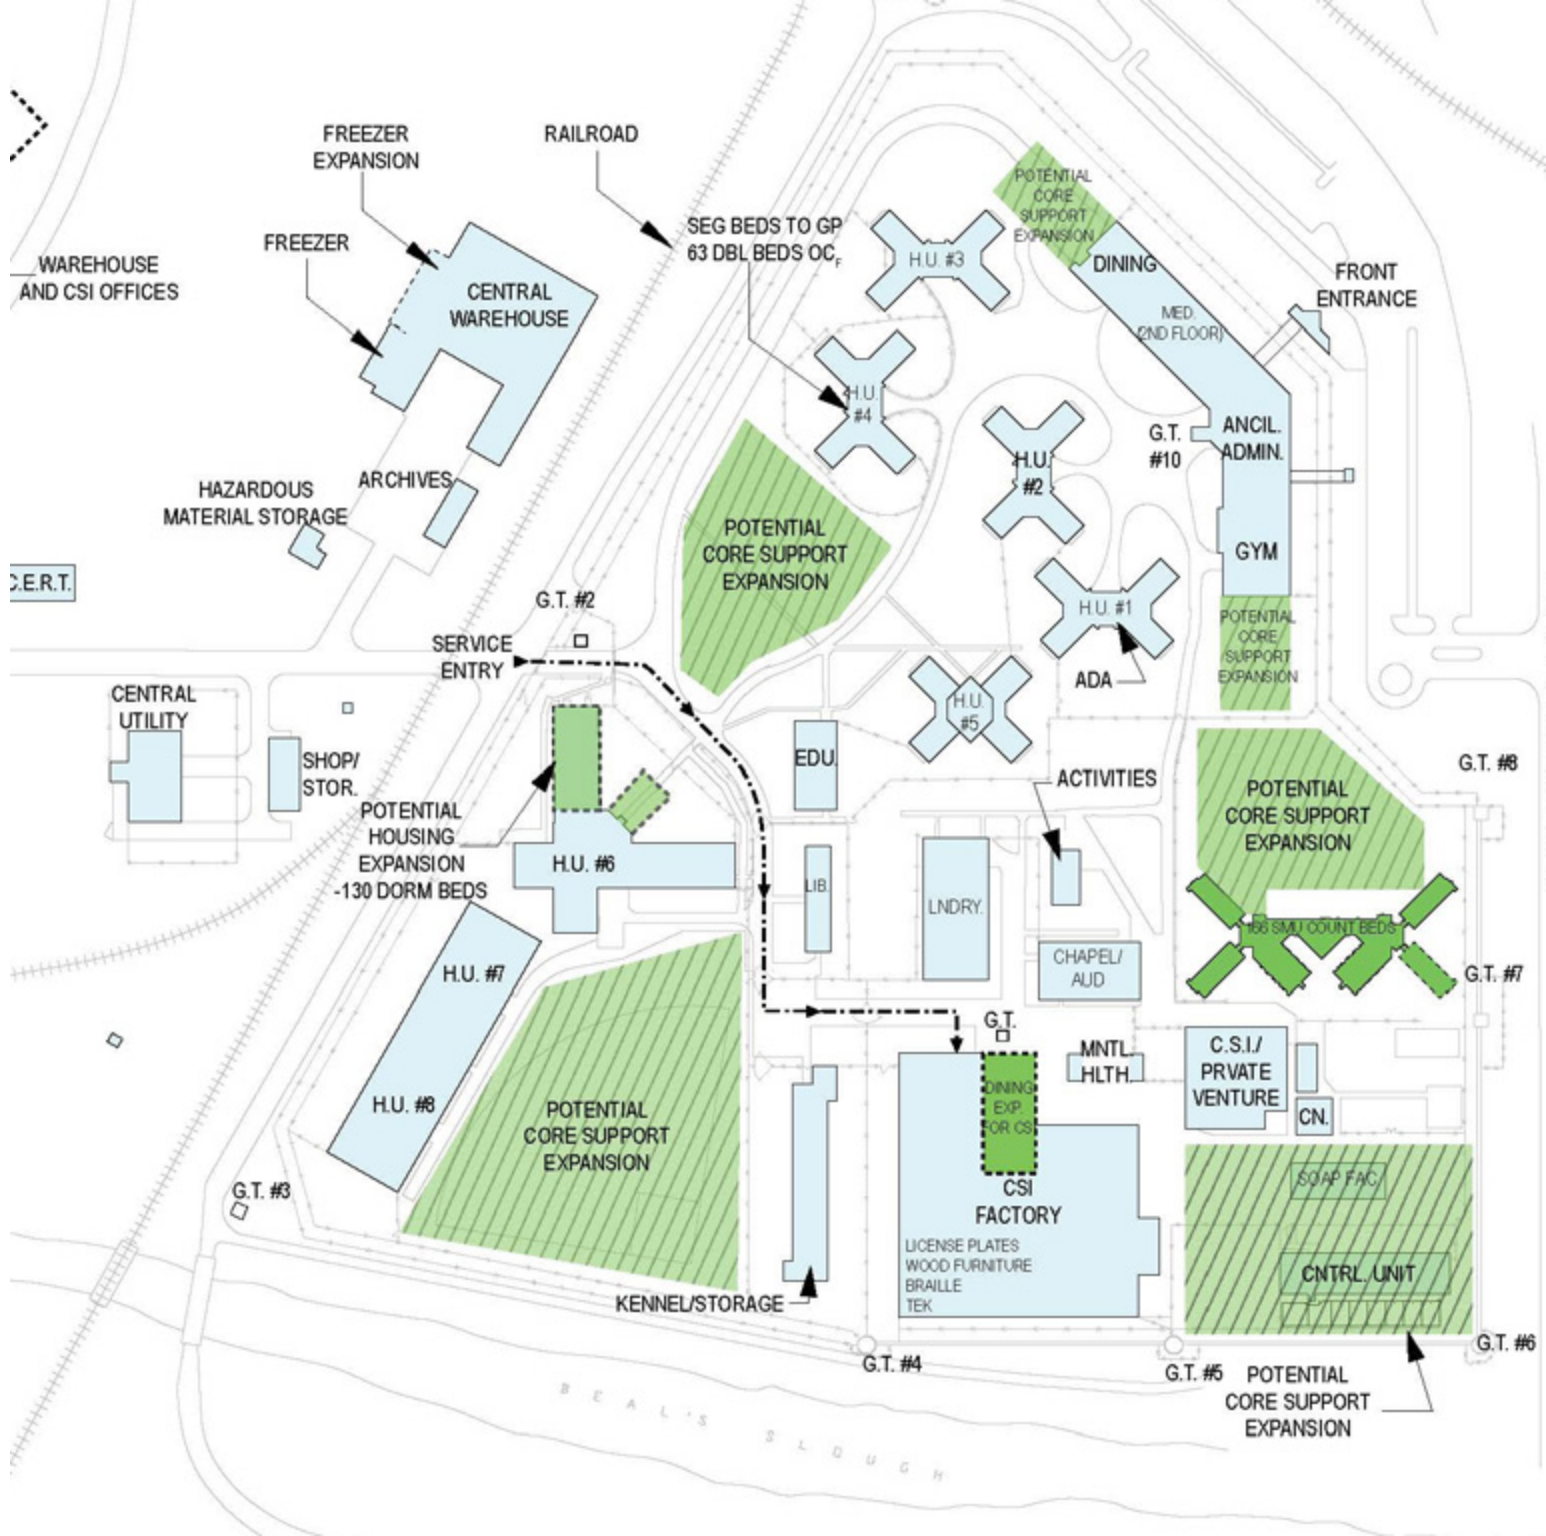 FREEZER
EXPANSION
RAILROAD
FREEZER
SEG BEDS TO GP
63 DBL BEDS OC
WAREHOUSE
AND CSI OFFICES
CENTRAL
WAREHOUSE
POTENTIAL
CORE
SUPPORT
EXPANSION
H.U. #3
DINING
MED.
(2ND FLOOR)
FRONT
ENTRANCE
H.U.
#4
HAZARDOUS
MATERIAL STORAGE
ARCHIVES
H.U.
#2
G.T.
#10
ANCIL.
ADMIN.
POTENTIAL
CORE SUPPORT
EXPANSION
GYM
C.E.R.T.
G.T. #2
H.U. #1
POTENTIAL
CORE
SUPPORT
EXPANSION
SERVICE
ENTRY
ADA
CENTRAL
UTILITY
H.U.
#5
SHOP/
STOR.
EDU.
ACTIVITIES
G.T. #8
POTENTIAL
HOUSING
EXPANSION
-130 DORM BEDS
POTENTIAL
CORE SUPPORT
EXPANSION
H.U. #6
LIB.
LNDRY.
166 SMU COUNT BEDS
H.U. #7
CHAPEL/
AUD
G.T. #7
G.T.
MNTL.
HLTH.
C.S.I./
PRVATE
VENTURE
CN.
H.U. #8
POTENTIAL
CORE SUPPORT
EXPANSION
DINING
EXP.
FOR CS
G.T. #3
CSI
FACTORY
SOAP FAC.
LICENSE PLATES
WOOD FURNITURE
BRAILLE
TEK
CNTRL. UNIT
KENNEL/STORAGE
G.T. #4
G.T. #5
G.T. #6
POTENTIAL
CORE SUPPORT
EXPANSION
BEAL'S SLOUGH